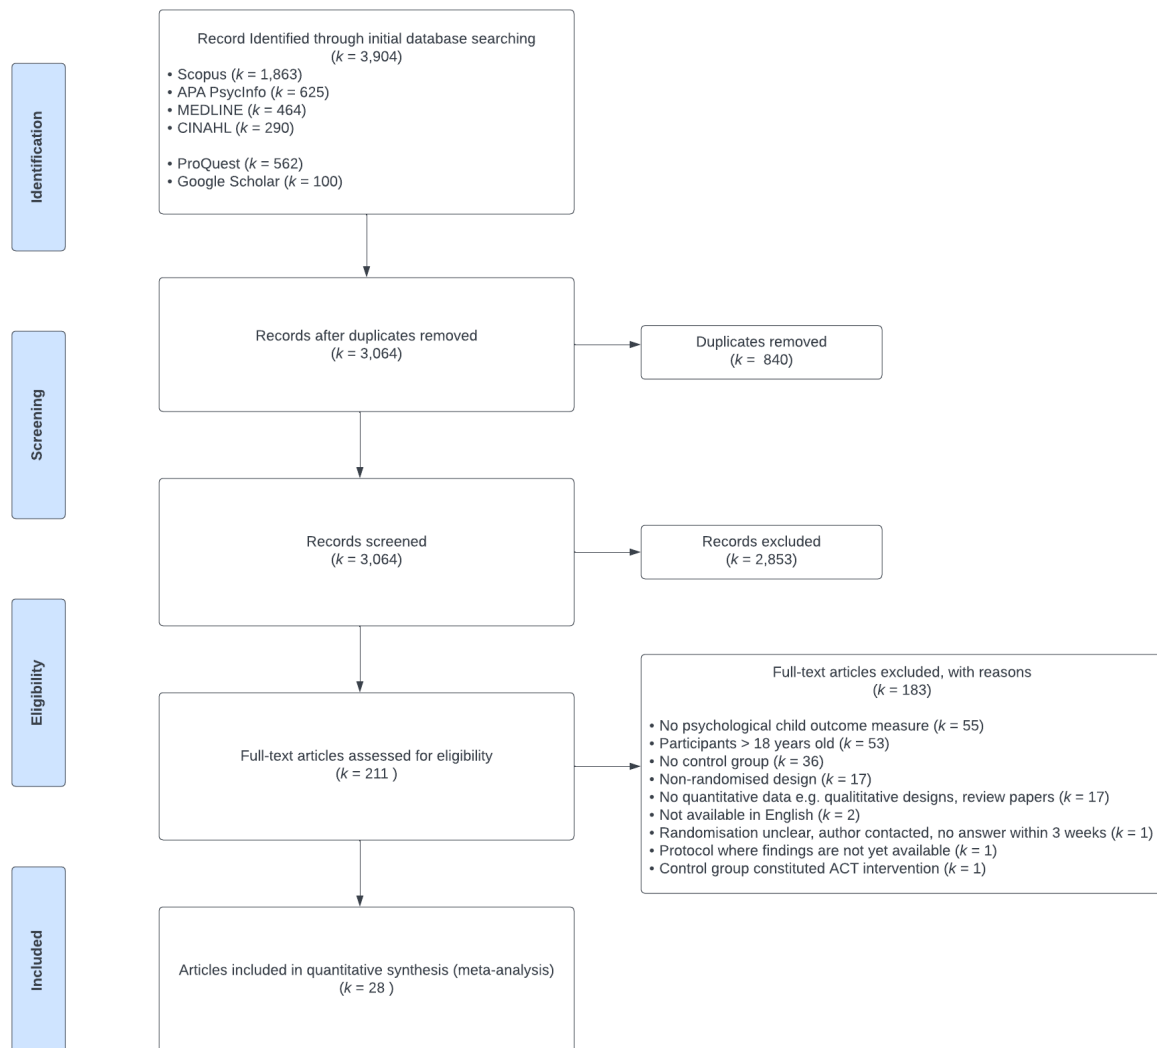 Identification
Record Identified through initial database searching
(k = 3,904)
• Scopus (k = 1,863)
• APA PsycInfo (k = 625)
• MEDLINE (k = 464)
• CINAHL (k = 290)
• ProQuest (k = 562)
• Google Scholar (k = 100)
Screening
Records after duplicates removed
(k = 3,064)
Duplicates removed
(k = 840)
Records screened
(k = 3,064)
Records excluded
(k = 2,853)
Eligibility
Full-text articles assessed for eligibility
(k = 211 )
Full-text articles excluded, with reasons
(k = 183)
• No psychological child outcome measure (k = 55)
• Participants > 18 years old (k = 53)
• No control group (k = 36)
• Non-randomised design (k = 17)
• No quantitative data e.g. qualititative designs, review papers (k = 17)
• Not available in English (k = 2)
• Randomisation unclear, author contacted, no answer within 3 weeks (k = 1)
• Protocol where findings are not yet available (k = 1)
• Control group constituted ACT intervention (k = 1)
Included
Articles included in quantitative synthesis (meta-analysis)
(k = 28 )